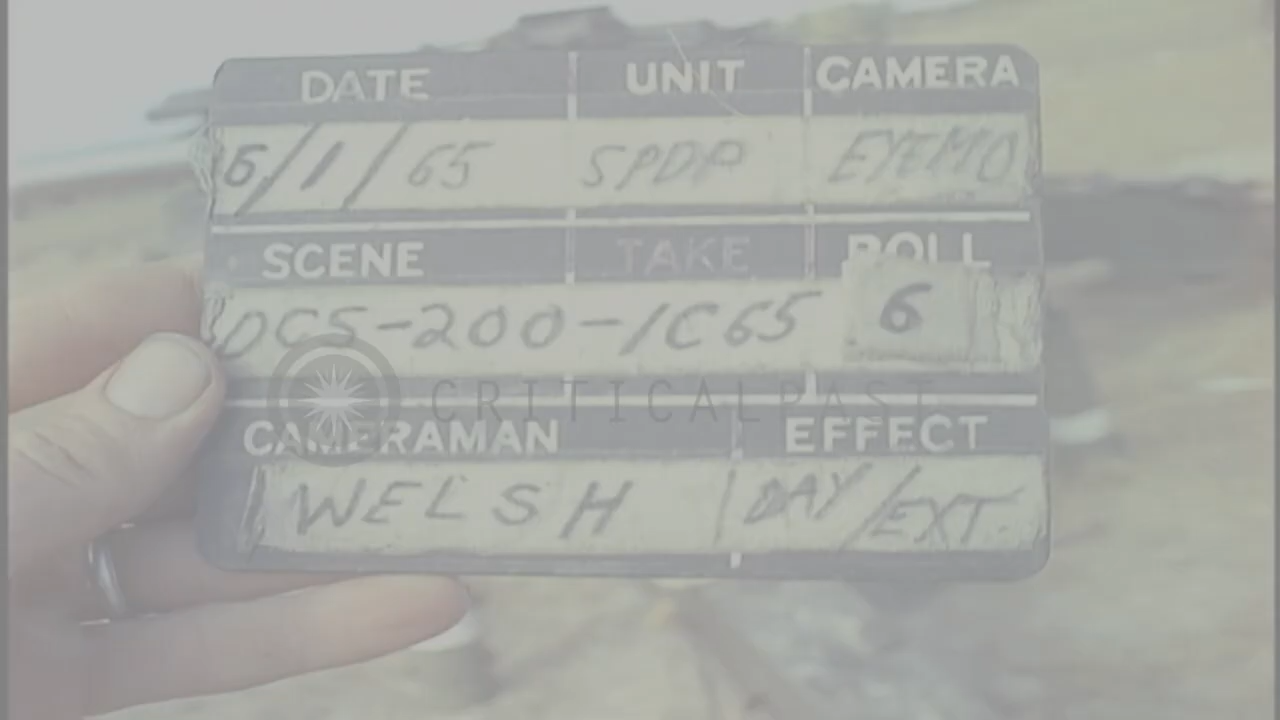 DATE UNIT CAMERA
6/1/65 SPDP EYEMO
SCENE TAKE ROLL
DCS-200-1C65 6
CRITICALPAST
CAMERAMAN EFFECT
WELSH DAY/EXT.